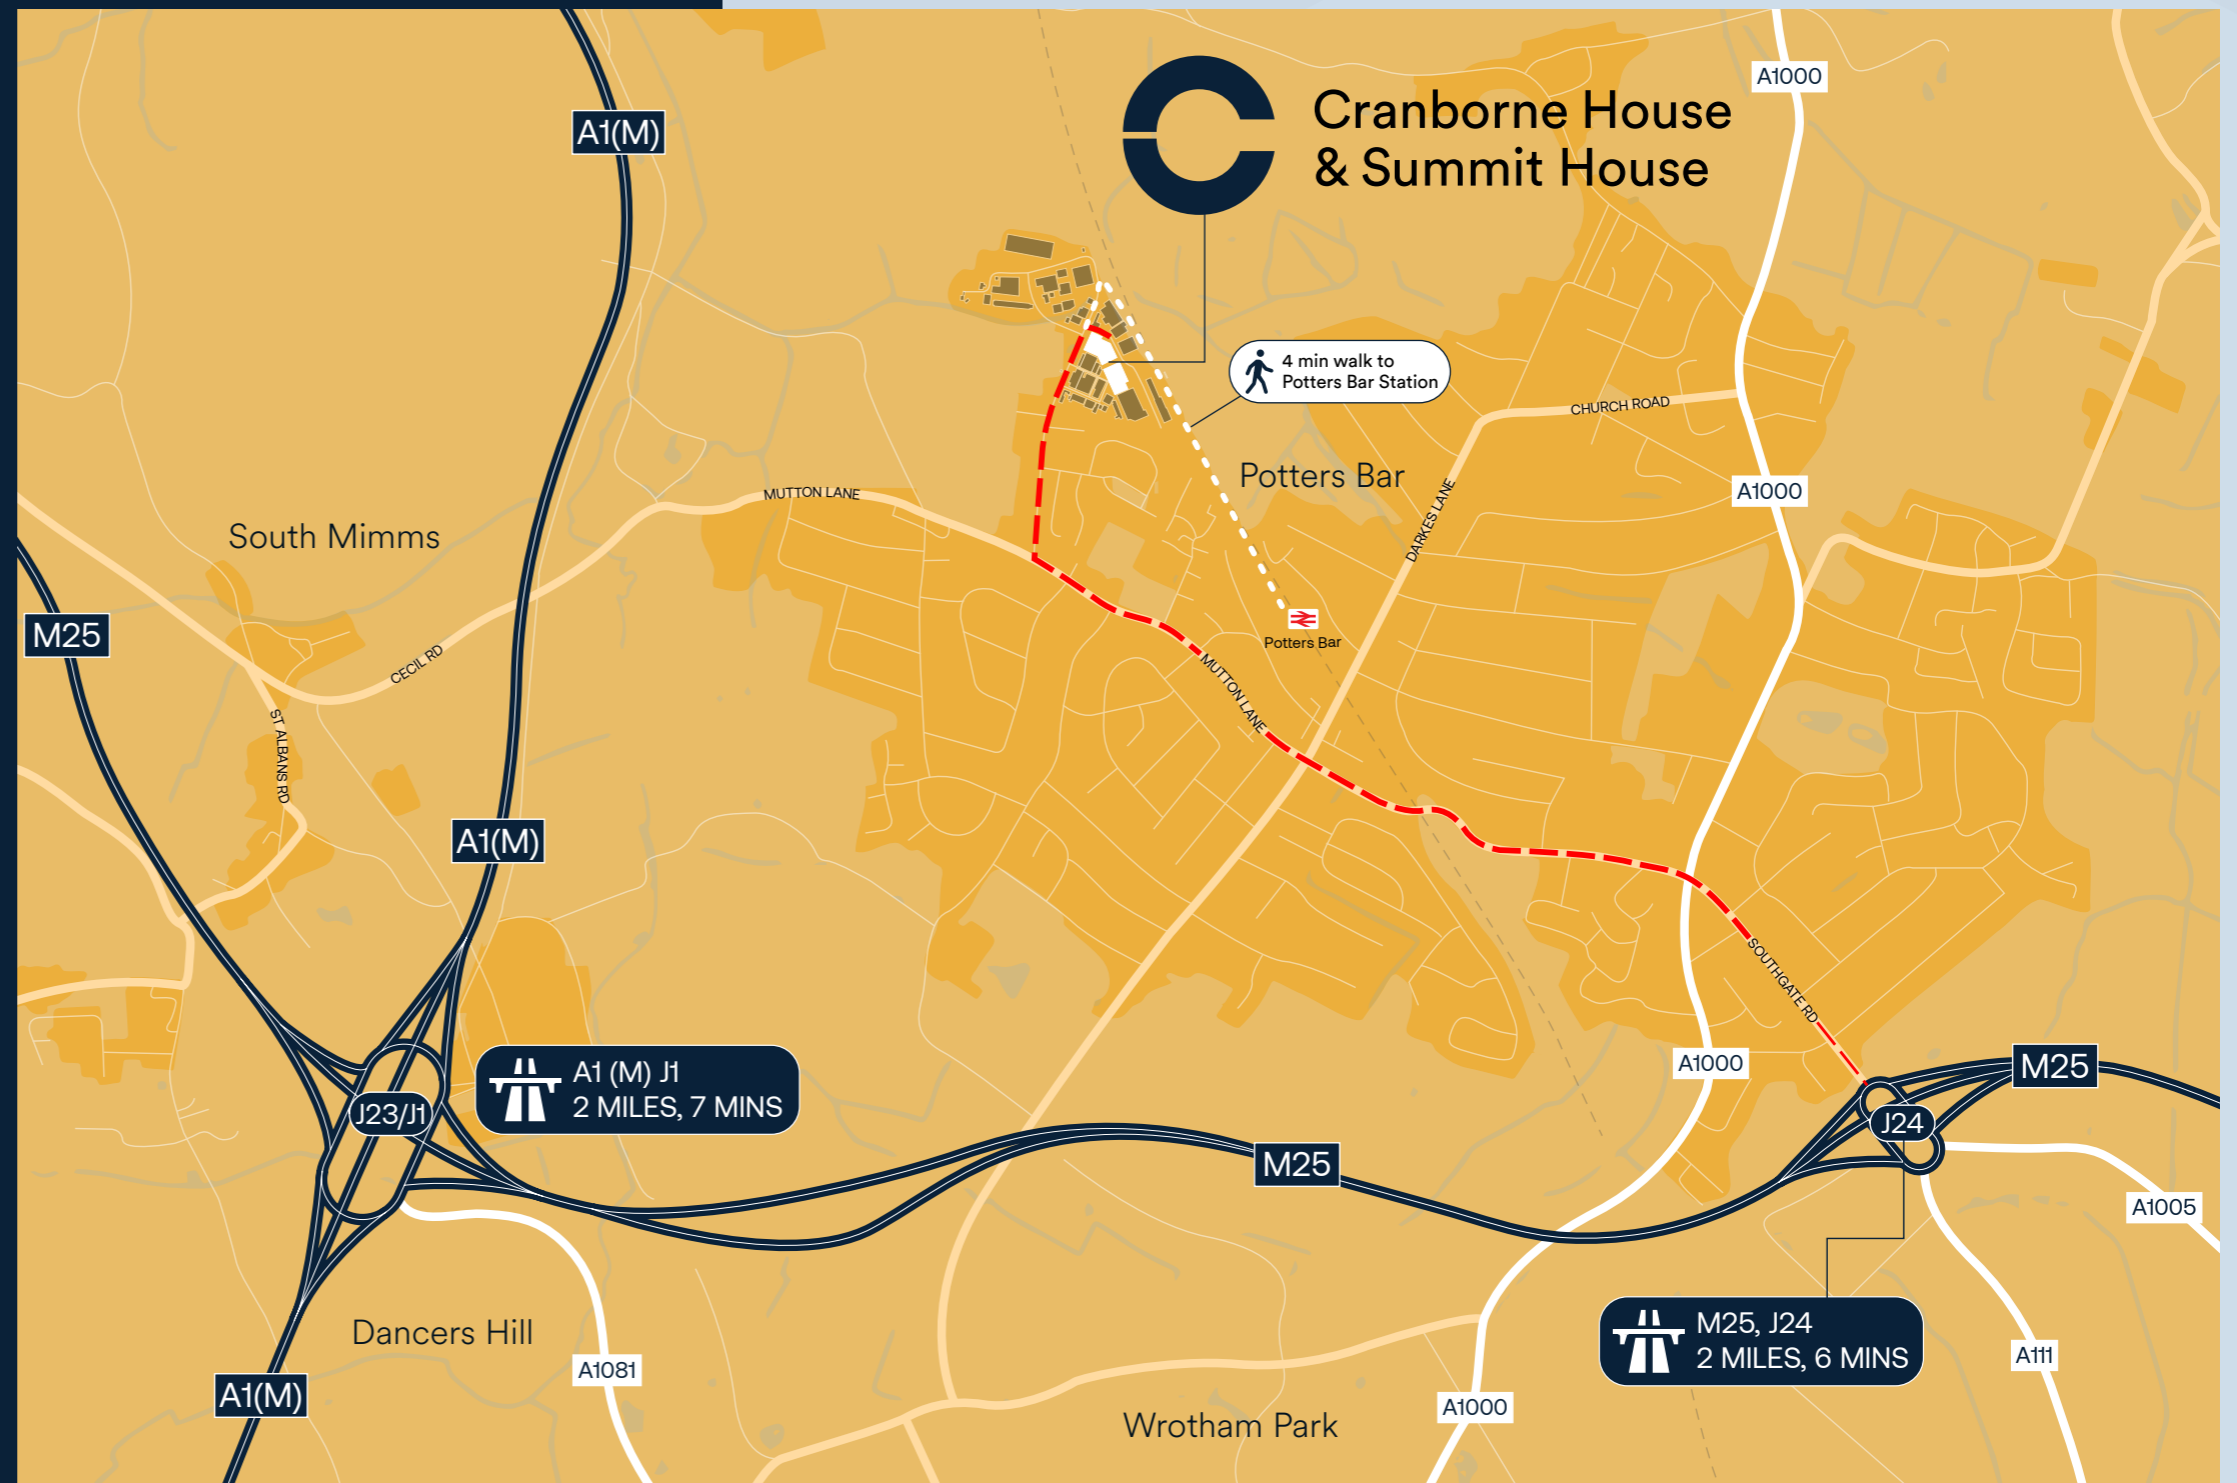 A1000
Cranborne House
& Summit House
A1(M)
4 min walk to
Potters Bar Station
CHURCH ROAD
Potters Bar
MUTTON LANE
A1000
DARKES LANE
South Mimms
M25
Potters Bar
CECIL RD
MUTTON LANE
ST ALBANS RD
A1(M)
SOUTHGATE RD
A1000
M25
A1 (M) J1
2 MILES, 7 MINS
J23/J1
J24
M25
A1005
Dancers Hill
M25, J24
2 MILES, 6 MINS
A111
A1081
A1(M)
A1000
Wrotham Park